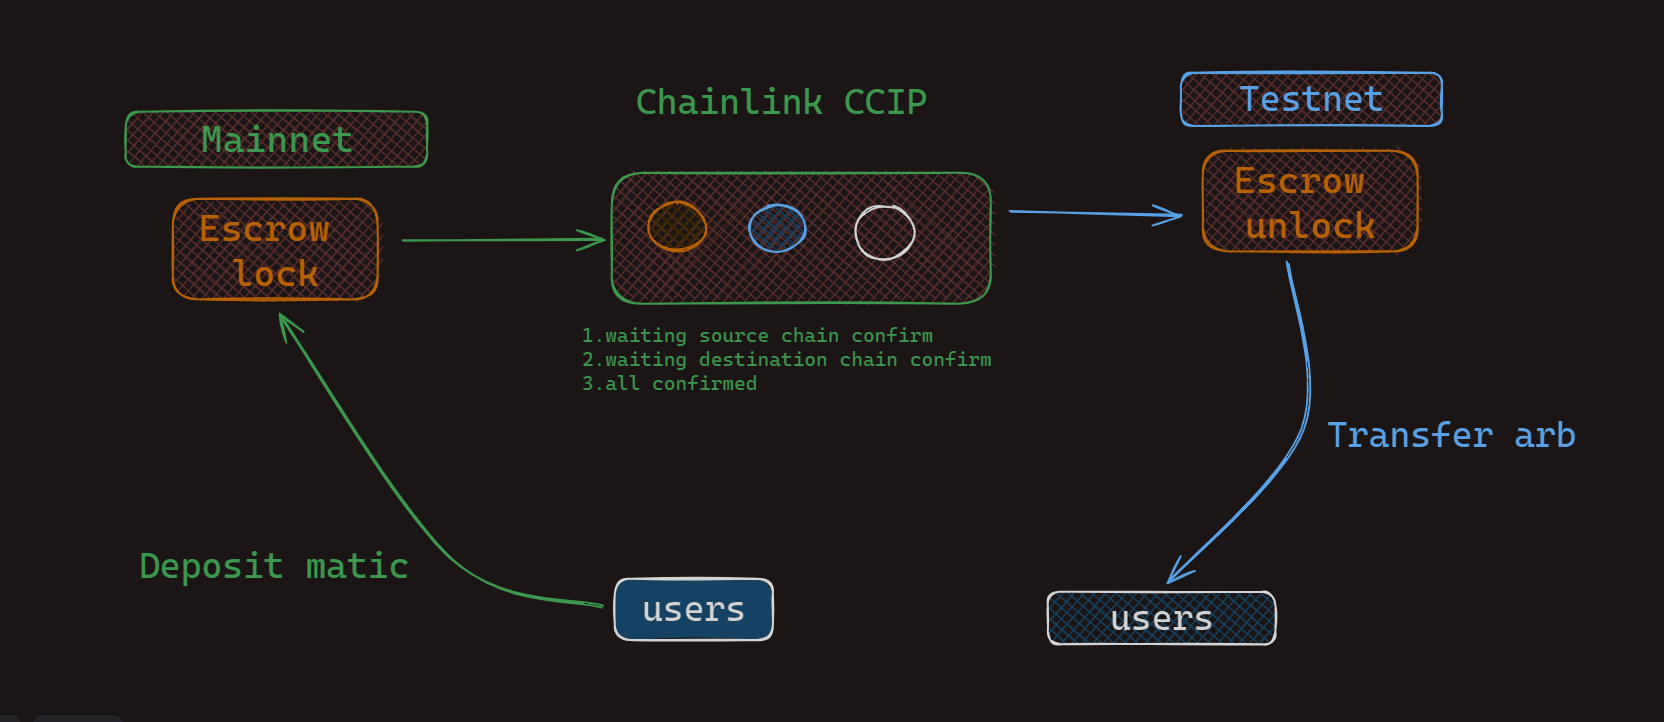 Mainnet
Escrow
lock
Chainlink CCIP
1.waiting source chain confirm
2.waiting destination chain confirm
3.all confirmed
Testnet
Escrow
unlock
Transfer arb
Deposit matic
users
users